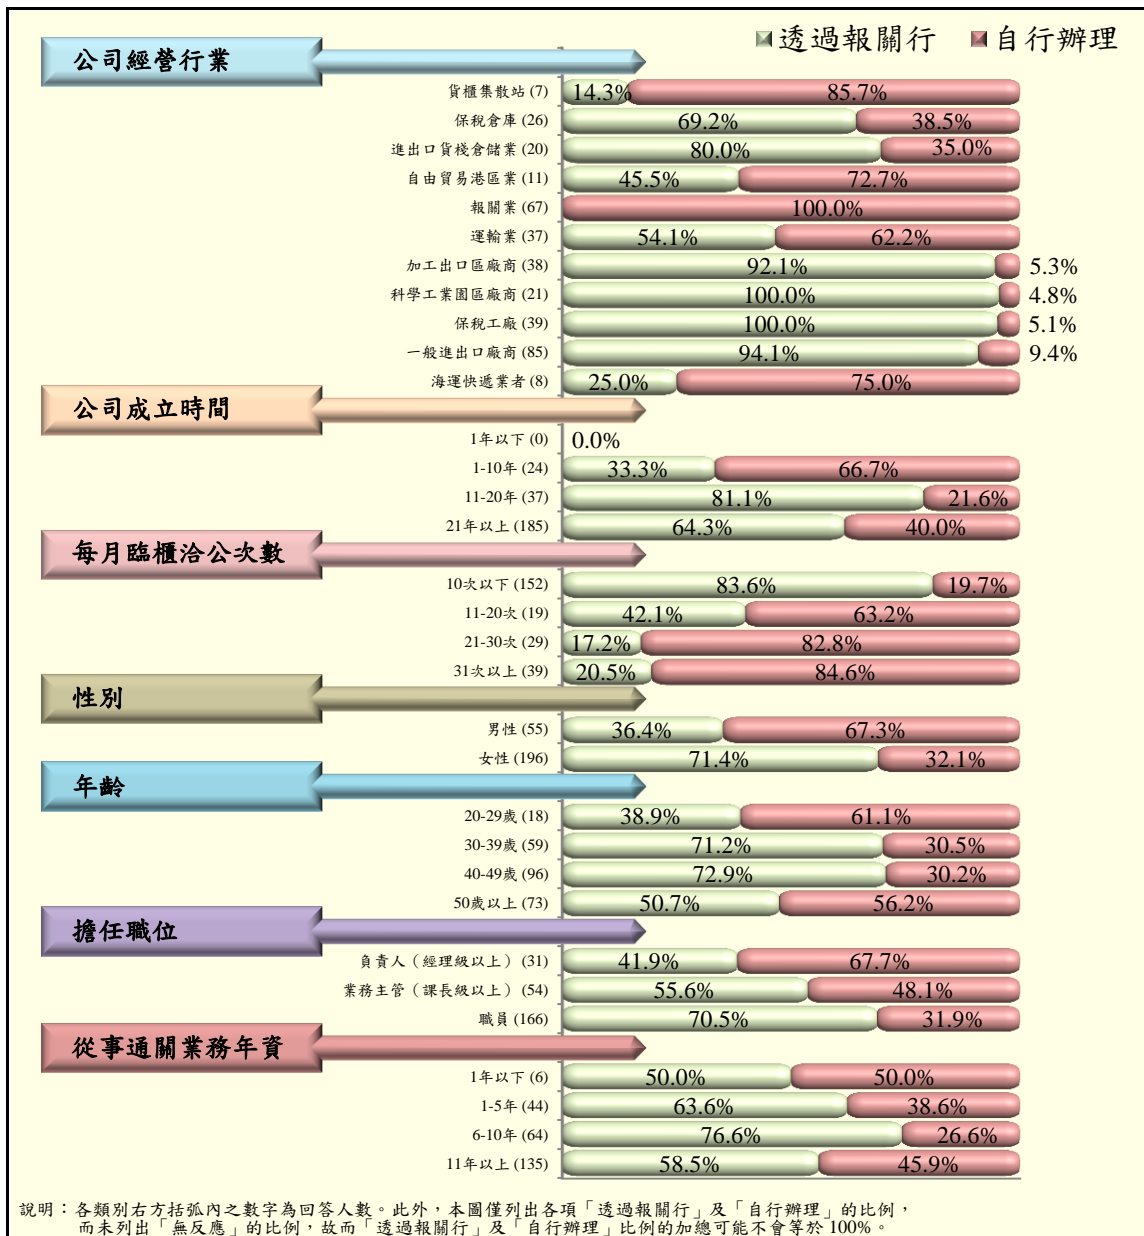 透過報關行 自行辦理
公司經營行業
貨櫃集散站 (7) 14.3% 85.7%
保稅倉庫 (26) 69.2% 38.5%
進出口貨棧倉儲業 (20) 80.0% 35.0%
自由貿易港區業 (11) 45.5% 72.7%
報關業 (67) 100.0%
運輸業 (37) 54.1% 62.2%
加工出口區廠商 (38) 92.1% 5.3%
科學工業園區廠商 (21) 100.0% 4.8%
保稅工廠 (39) 100.0% 5.1%
一般進出口廠商 (85) 94.1% 9.4%
海運快遞業者 (8) 25.0% 75.0%
公司成立時間
1年以下 (0) 0.0%
1-10年 (24) 33.3% 66.7%
11-20年 (37) 81.1% 21.6%
21年以上 (185) 64.3% 40.0%
每月臨櫃洽公次數
10次以下 (152) 83.6% 19.7%
11-20次 (19) 42.1% 63.2%
21-30次 (29) 17.2% 82.8%
31次以上 (39) 20.5% 84.6%
性別
男性 (55) 36.4% 67.3%
女性 (196) 71.4% 32.1%
年齡
20-29歲 (18) 38.9% 61.1%
30-39歲 (59) 71.2% 30.5%
40-49歲 (96) 72.9% 30.2%
50歲以上 (73) 50.7% 56.2%
擔任職位
負責人（經理級以上） (31) 41.9% 67.7%
業務主管（課長級以上） (54) 55.6% 48.1%
職員 (166) 70.5% 31.9%
從事通關業務年資
1年以下 (6) 50.0% 50.0%
1-5年 (44) 63.6% 38.6%
6-10年 (64) 76.6% 26.6%
11年以上 (135) 58.5% 45.9%
說明：各類別右方括弧內之數字為回答人數。此外，本圖僅列出各項「透過報關行」及「自行辦理」的比例，
而未列出「無反應」的比例，故而「透過報關行」及「自行辦理」比例的加總可能不會等於 100%。